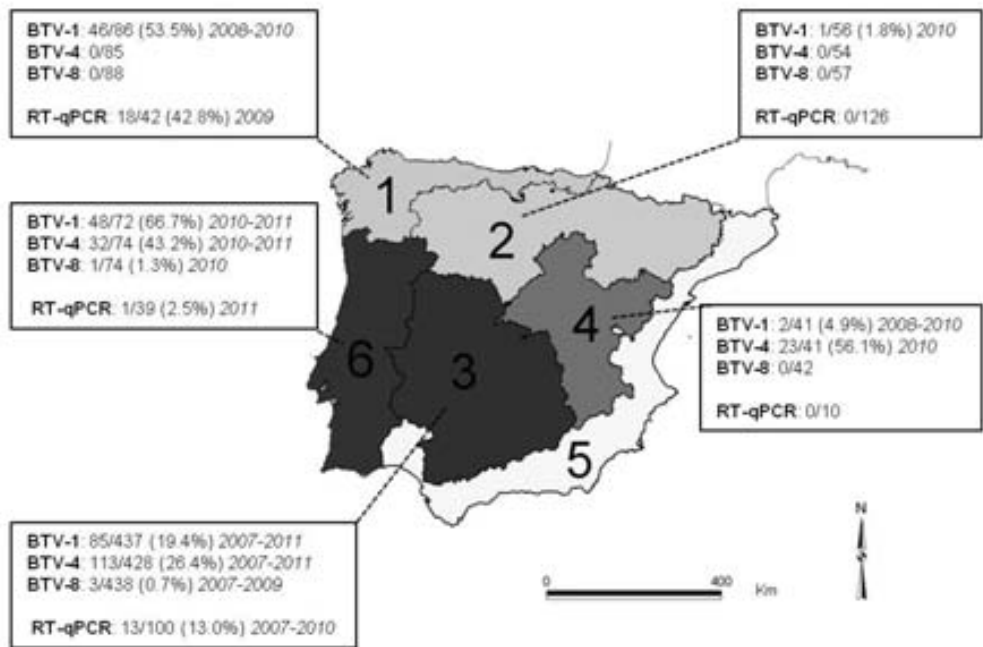 BTV-1: 46/86 (53.5%) 2008-2010
BTV-4: 0/85
BTV-8: 0/88
RT-qPCR: 18/42 (42.8%) 2009
BTV-1: 1/56 (1.8%) 2010
BTV-4: 0/54
BTV-8: 0/57
RT-qPCR: 0/126
1
2
BTV-1: 48/72 (66.7%) 2010-2011
BTV-4: 32/74 (43.2%) 2010-2011
BTV-8: 1/74 (1.3%) 2010
RT-qPCR: 1/39 (2.5%) 2011
4
BTV-1: 2/41 (4.9%) 2008-2010
BTV-4: 23/41 (56.1%) 2010
BTV-8: 0/42
RT-qPCR: 0/10
6
3
5
BTV-1: 85/437 (19.4%) 2007-2011
BTV-4: 113/428 (26.4%) 2007-2011
BTV-8: 3/438 (0.7%) 2007-2009
RT-qPCR: 13/100 (13.0%) 2007-2010
N
0 400
Km